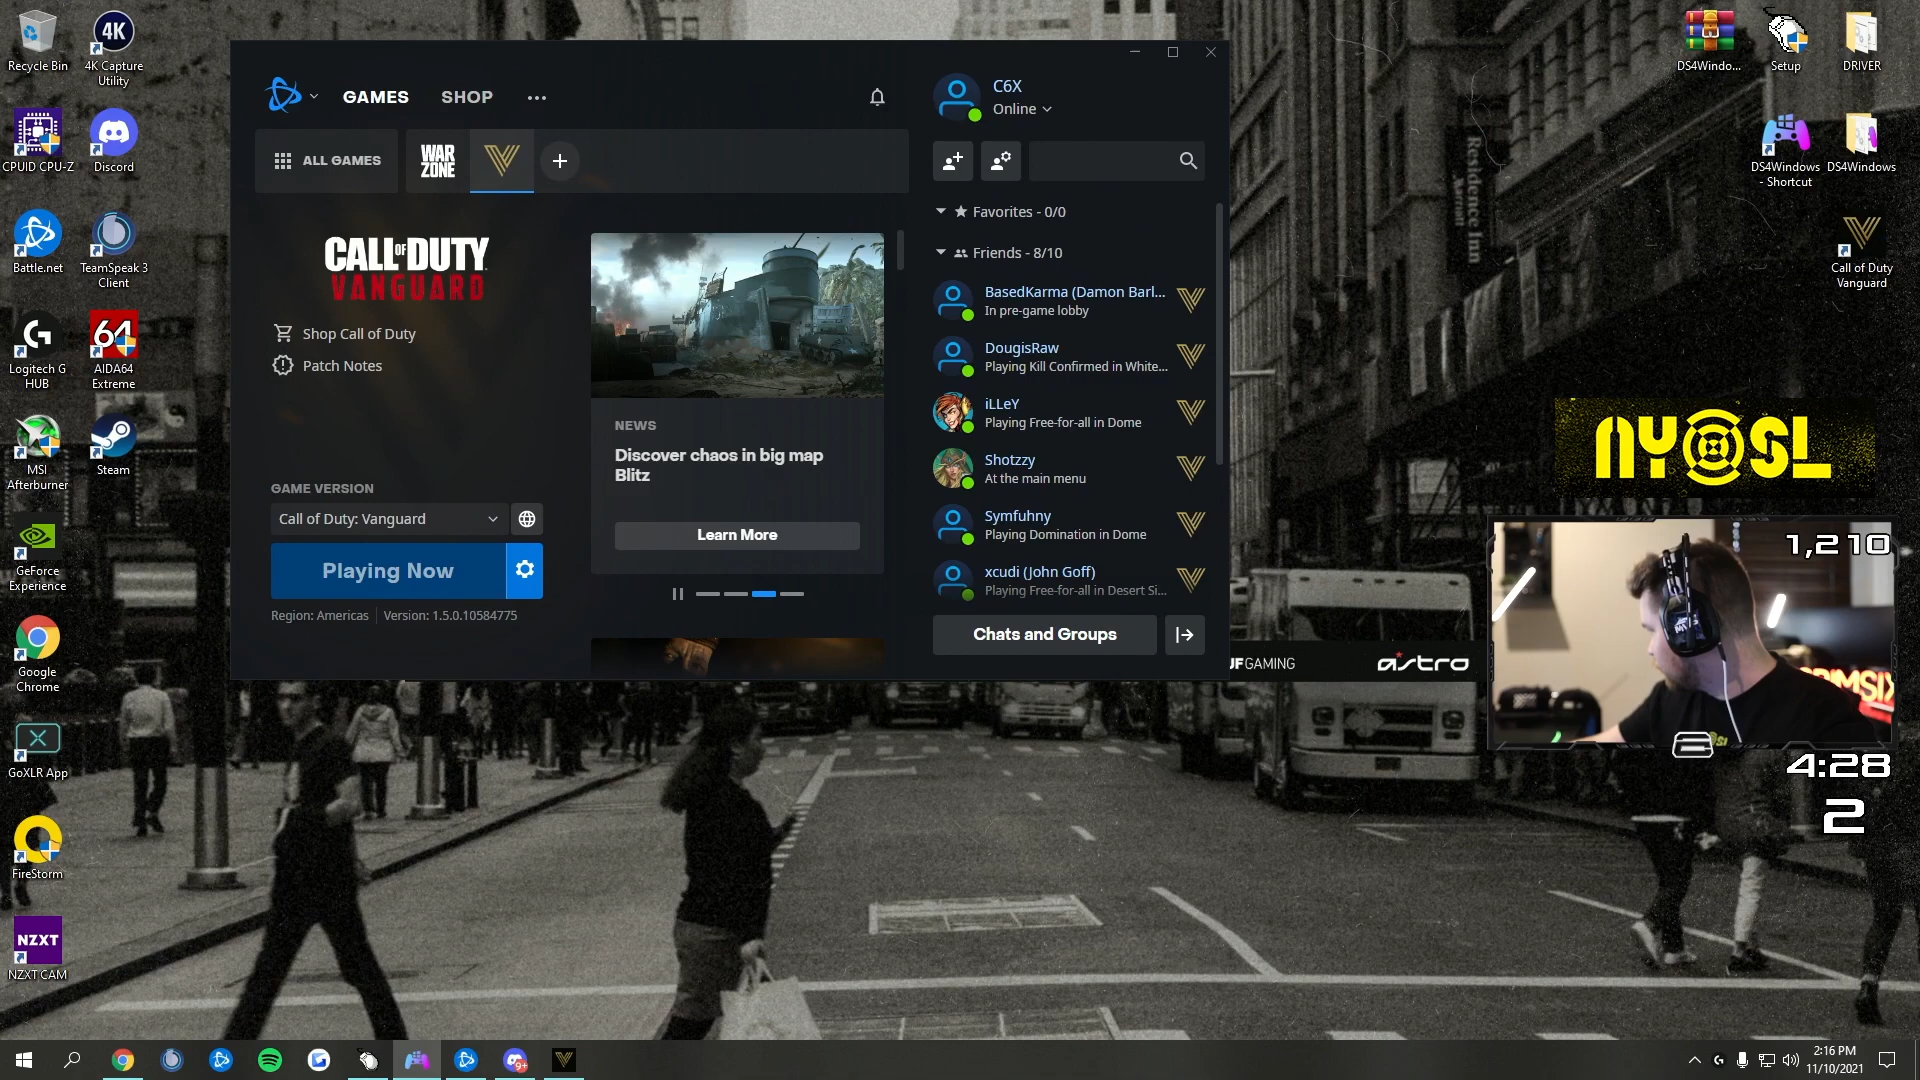 Recycle Bin
4K
4K Capture
Utility
CPUID CPU-Z
Discord
Battle.net
TeamSpeak 3
Client
Logitech G
HUB
64
AIDA64
Extreme
MSI
Afterburner
Steam
GeForce
Experience
Google
Chrome
GoXLR App
FireStorm
NZXT
NZXT CAM
GAMES
SHOP
ALL GAMES
WAR
ZONE
CALL OF DUTY
VANGUARD
Shop Call of Duty
Patch Notes
GAME VERSION
Call of Duty: Vanguard
Playing Now
Region: Americas
Version: 1.5.0.10584775
NEWS
Discover chaos in big map
Blitz
Learn More
C6X
Online
Favorites - 0/0
Friends - 8/10
BasedKarma (Damon Barl...
In pre-game lobby
DougisRaw
Playing Kill Confirmed in White...
iLLeY
Playing Free-for-all in Dome
Shotzzy
At the main menu
Symfuhny
Playing Domination in Dome
xcudi (John Goff)
Playing Free-for-all in Desert Si...
Chats and Groups
DS4Windo...
Setup
DRIVER
DS4Windows
- Shortcut
DS4Windows
Call of Duty
Vanguard
Residence Inn
Marriott
NYSL
UF GAMING
ASTRO
1,210
4:28
2
9+
2:16 PM
11/10/2021